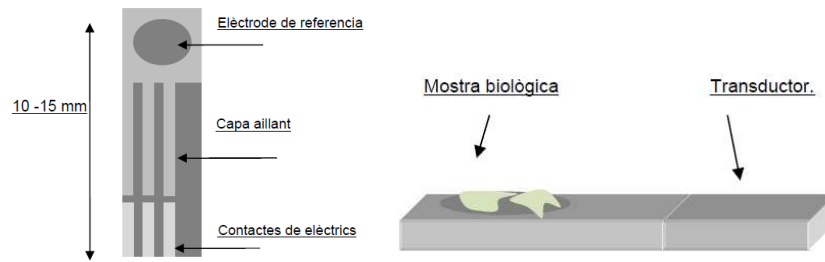 Elèctrode de referencia
10 -15 mm
Capa aillant
Contactes de elèctrics
Mostra biològica
Transductor.